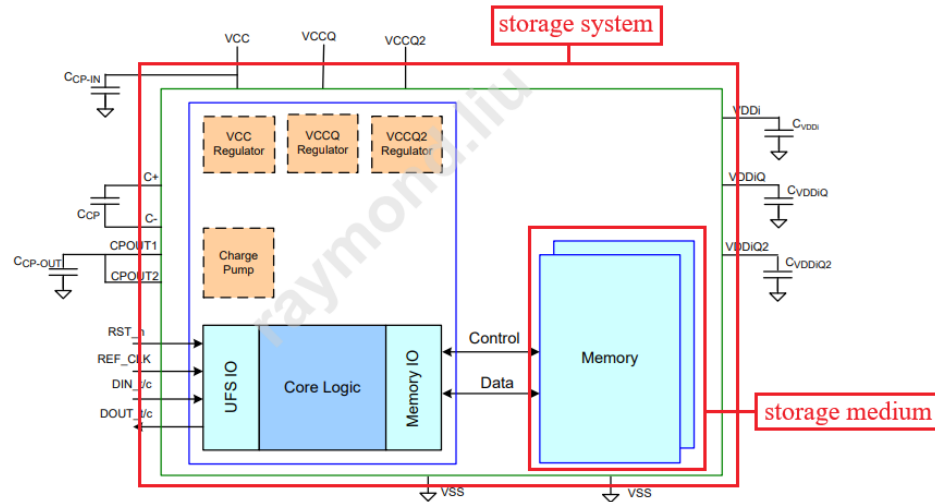 storage system
VCC
VCCQ
VCCQ2
CCP-IN
VDDi
CVDDi
VCC
Regulator
VCCQ
Regulator
VCCQ2
Regulator
C+
CCP
C-
VDDiQ
CVDDiQ
CPOUT1
CCP-OUT
CPOUT2
Charge
Pump
VDDiQ2
CVDDiQ2
raymond.liu
RST_n
REF_CLK
DIN_t/c
DOUT_t/c
UFS IO
Core Logic
Memory IO
Control
Data
Memory
storage medium
VSS
VSS